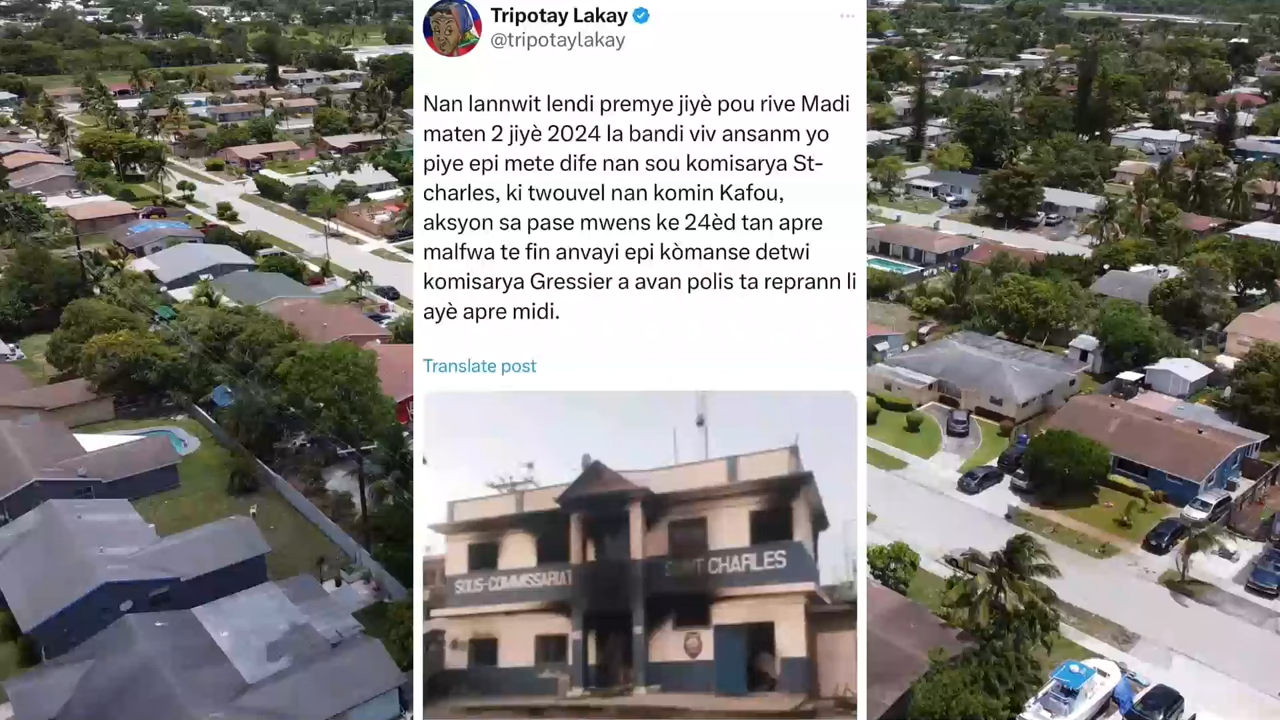 Tripotay Lakay
@tripotaylakay
Nan lannwit lendi premye jiyè pou rive Madi
maten 2 jiyè 2024 la bandi viv ansanm yo
piye epi mete dife nan sou komisarya St-
charles, ki twouvel nan komin Kafou,
aksyon sa pase mwens ke 24èd tan apre
malfwa te fin anvayi epi kòmanse detwi
komisarya Gressier a avan polis ta reprann li
ayè apre midi.
Translate post
SOUS-COMMISSARIAT
CHARLES